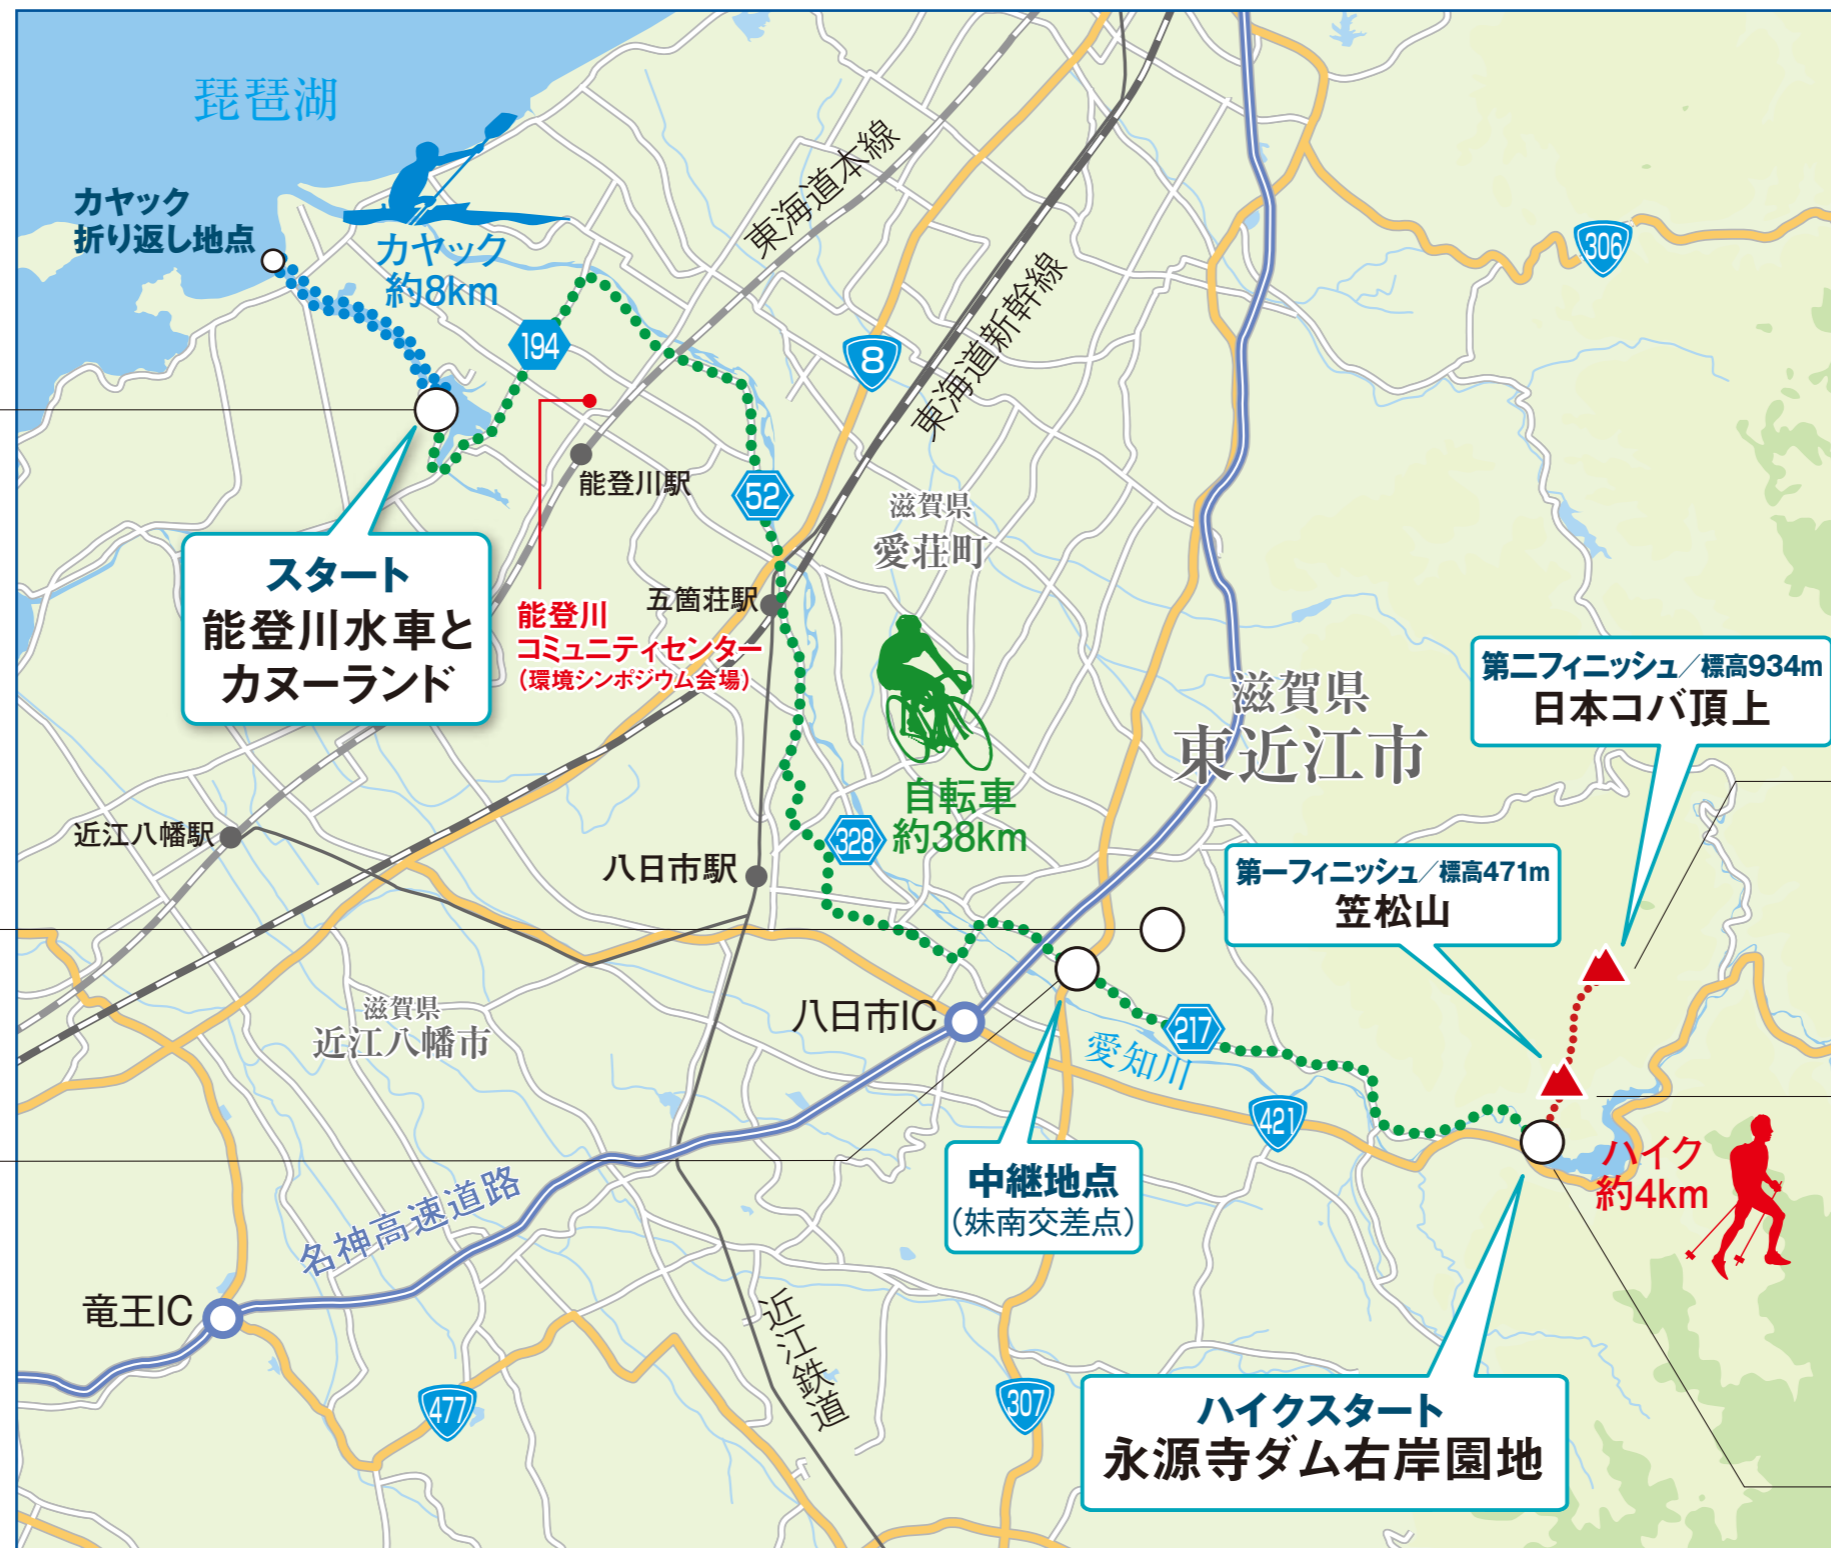 琵琶湖
カヤック
折り返し地点
カヤック
約8km
東海道本線
東海道新幹線
306
194
8
能登川駅
52
滋賀県
愛荘町
スタート
能登川水車と
カヌーランド
能登川
コミュニティセンター
（環境シンポジウム会場）
五箇荘駅
滋賀県
東近江市
第二フィニッシュ／標高934m
日本コバ頂上
自転車
約38km
近江八幡駅
328
八日市駅
第一フィニッシュ／標高471m
笠松山
滋賀県
近江八幡市
八日市IC
愛知川
217
421
中継地点
（妹南交差点）
ハイク
約4km
名神高速道路
竜王IC
近江鉄道
477
307
ハイクスタート
永源寺ダム右岸園地